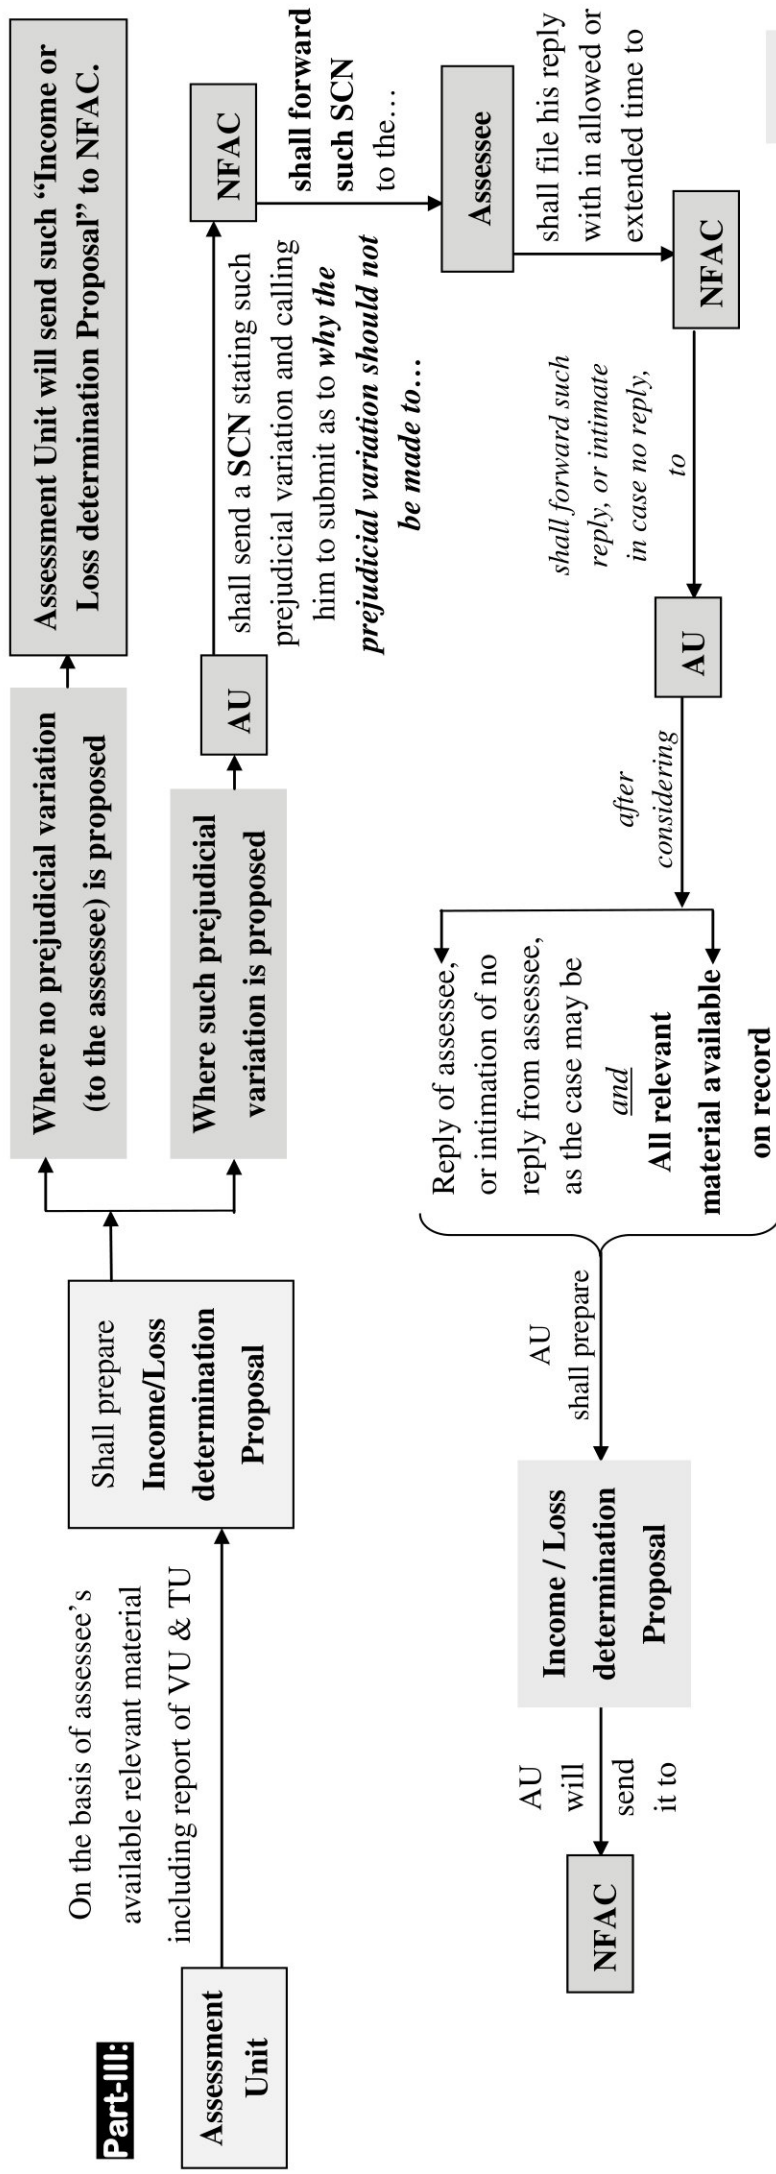 Part-III:
Assessment
Unit
On the basis of assessee’s
available relevant material
including report of VU & TU
Shall prepare
Income/Loss
determination
Proposal
Where no prejudicial variation
(to the assessee) is proposed
Assessment Unit will send such “Income or
Loss determination Proposal” to NFAC.
Where such prejudicial
variation is proposed
AU
shall send a SCN stating such
prejudicial variation and calling
him to submit as to why the
prejudicial variation should not
be made to…
NFAC
shall forward
such SCN
to the…
Assessee
shall file his reply
with in allowed or
extended time to
NFAC
shall forward such
reply, or intimate
in case no reply,
to
AU
after
considering
Reply of assessee,
or intimation of no
reply from assessee,
as the case may be
and
All relevant
material available
on record
AU
shall prepare
Income / Loss
determination
Proposal
AU
will
send
it to
NFAC